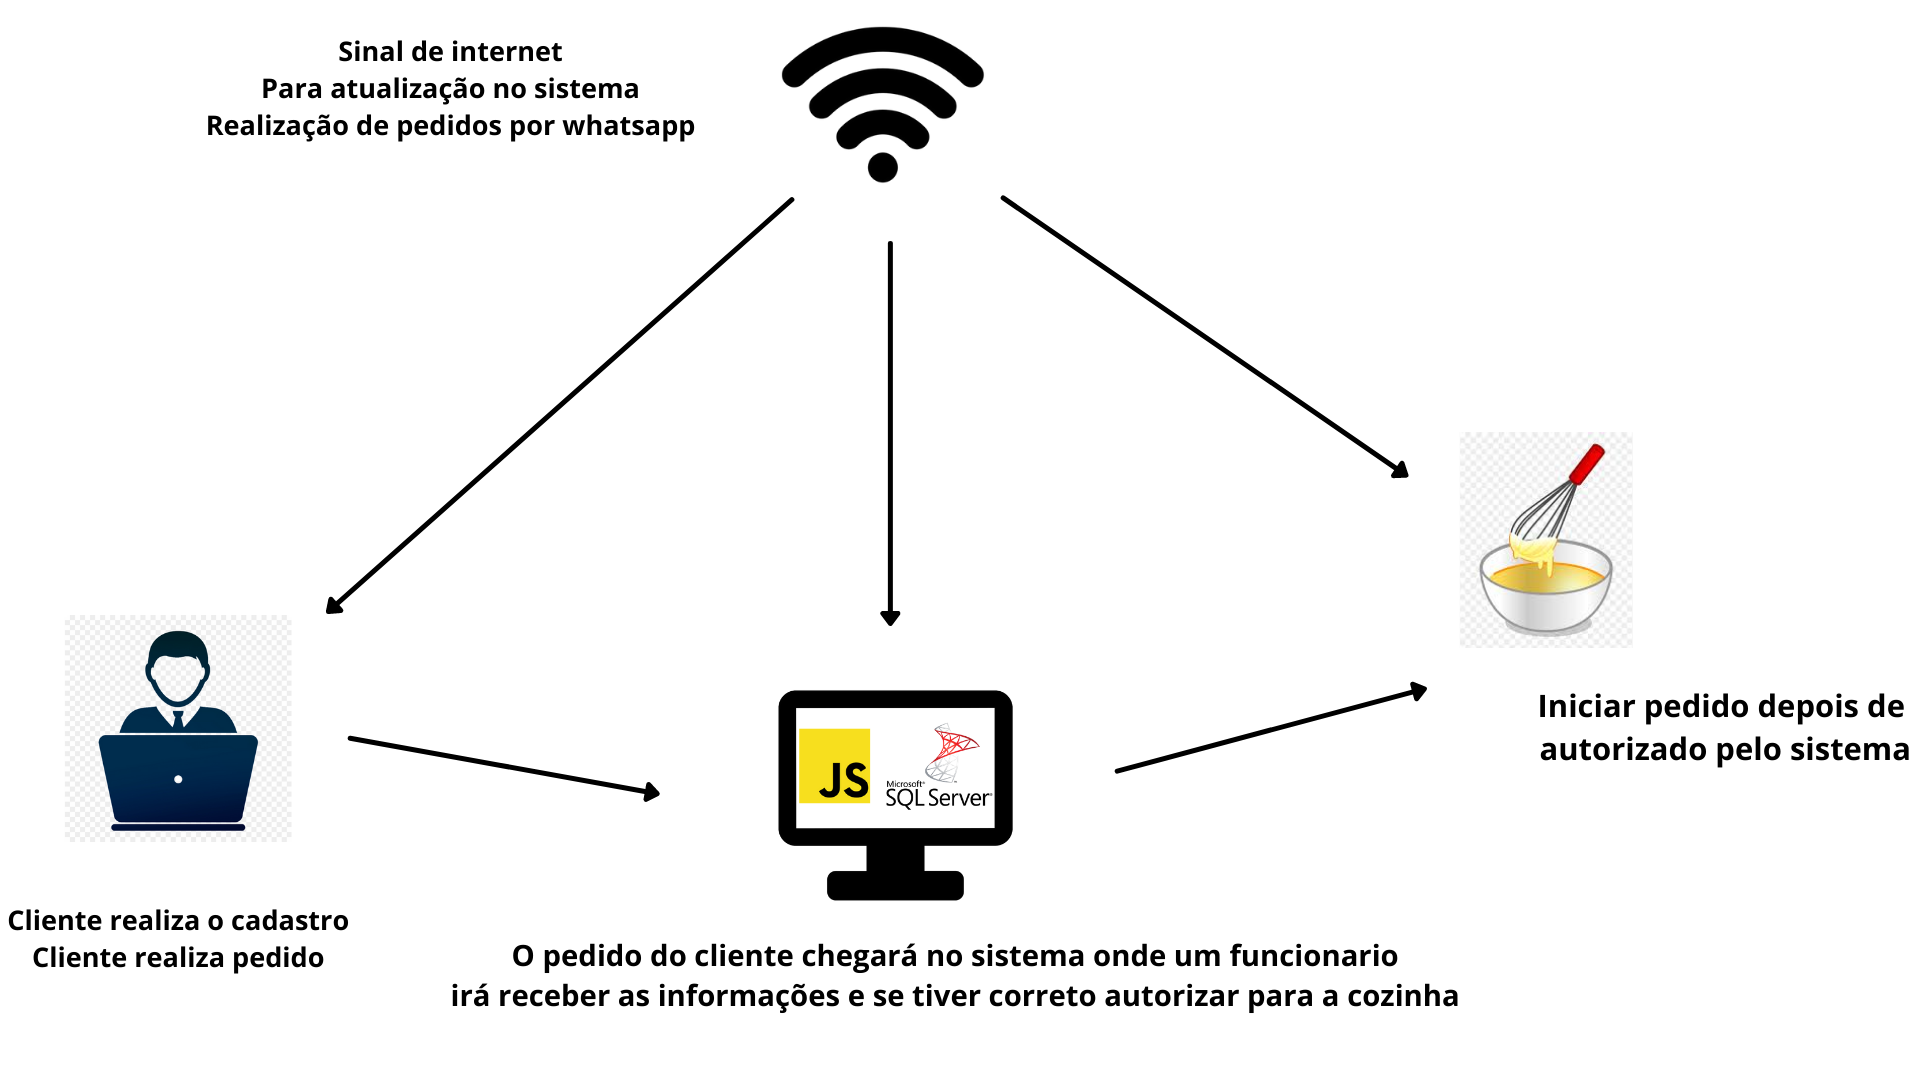 Sinal de internet
Para atualização no sistema
Realização de pedidos por whatsapp
JS
Microsoft®
SQL Server
Iniciar pedido depois de
autorizado pelo sistema
Cliente realiza o cadastro
Cliente realiza pedido
O pedido do cliente chegará no sistema onde um funcionario
irá receber as informações e se tiver correto autorizar para a cozinha